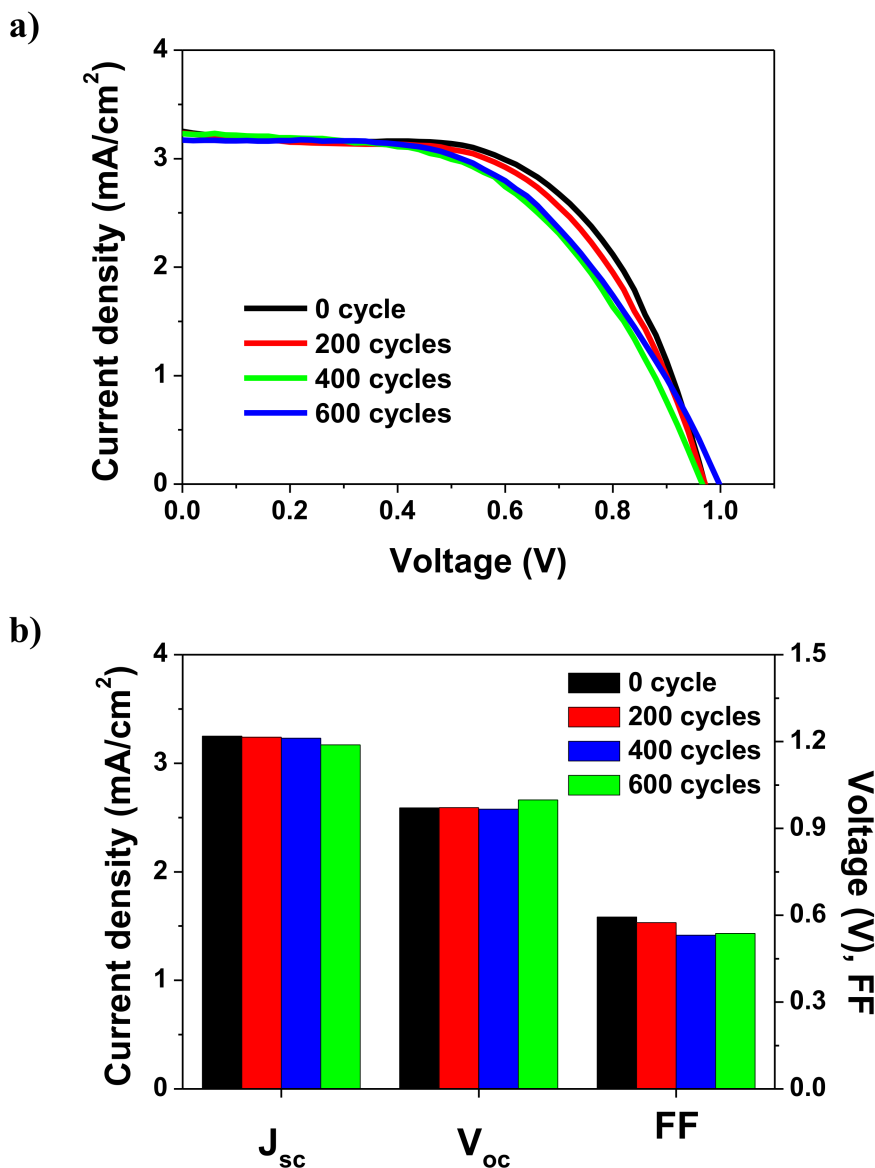 a)
4
3
2
1
0
Current density (mA/cm²)
0 cycle
200 cycles
400 cycles
600 cycles
0.0 0.2 0.4 0.6 0.8 1.0
Voltage (V)
b)
4
3
2
1
0
Current density (mA/cm²)
0 cycle
200 cycles
400 cycles
600 cycles
1.5
1.2
0.9
0.6
0.3
0.0
Voltage (V), FF
Jsc Voc FF